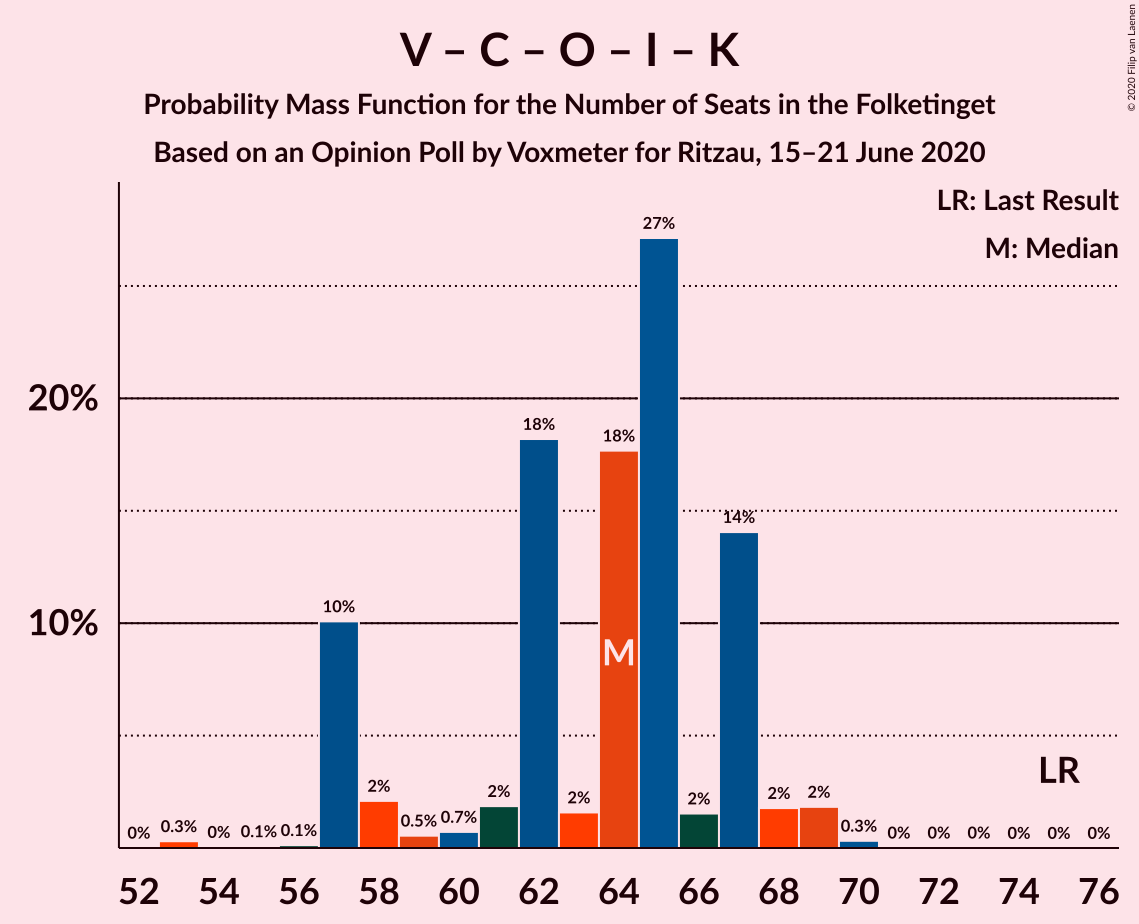 V – C – O – I – K
Probability Mass Function for the Number of Seats in the Folketinget
Based on an Opinion Poll by Voxmeter for Ritzau, 15–21 June 2020
© 2020 Filip van Laenen
LR: Last Result
M: Median
27%
20%
18%
18%
14%
10%
10%
M
LR
0% 0.3% 0% 0.1% 0.1% 2% 0.5% 0.7% 2% 2% 2% 2% 2% 0.3% 0% 0% 0% 0% 0% 0%
52 54 56 58 60 62 64 66 68 70 72 74 76